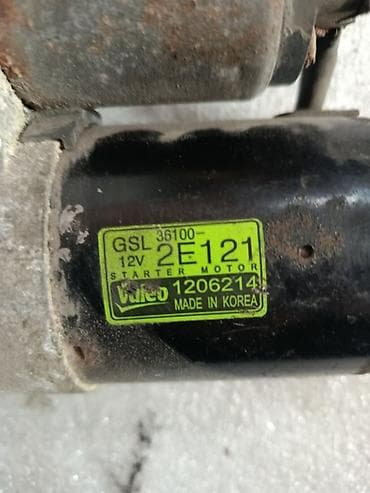 GSL 36100-
12V 2E121
STARTER MOTOR
Valeo 1206214
MADE IN KOREA